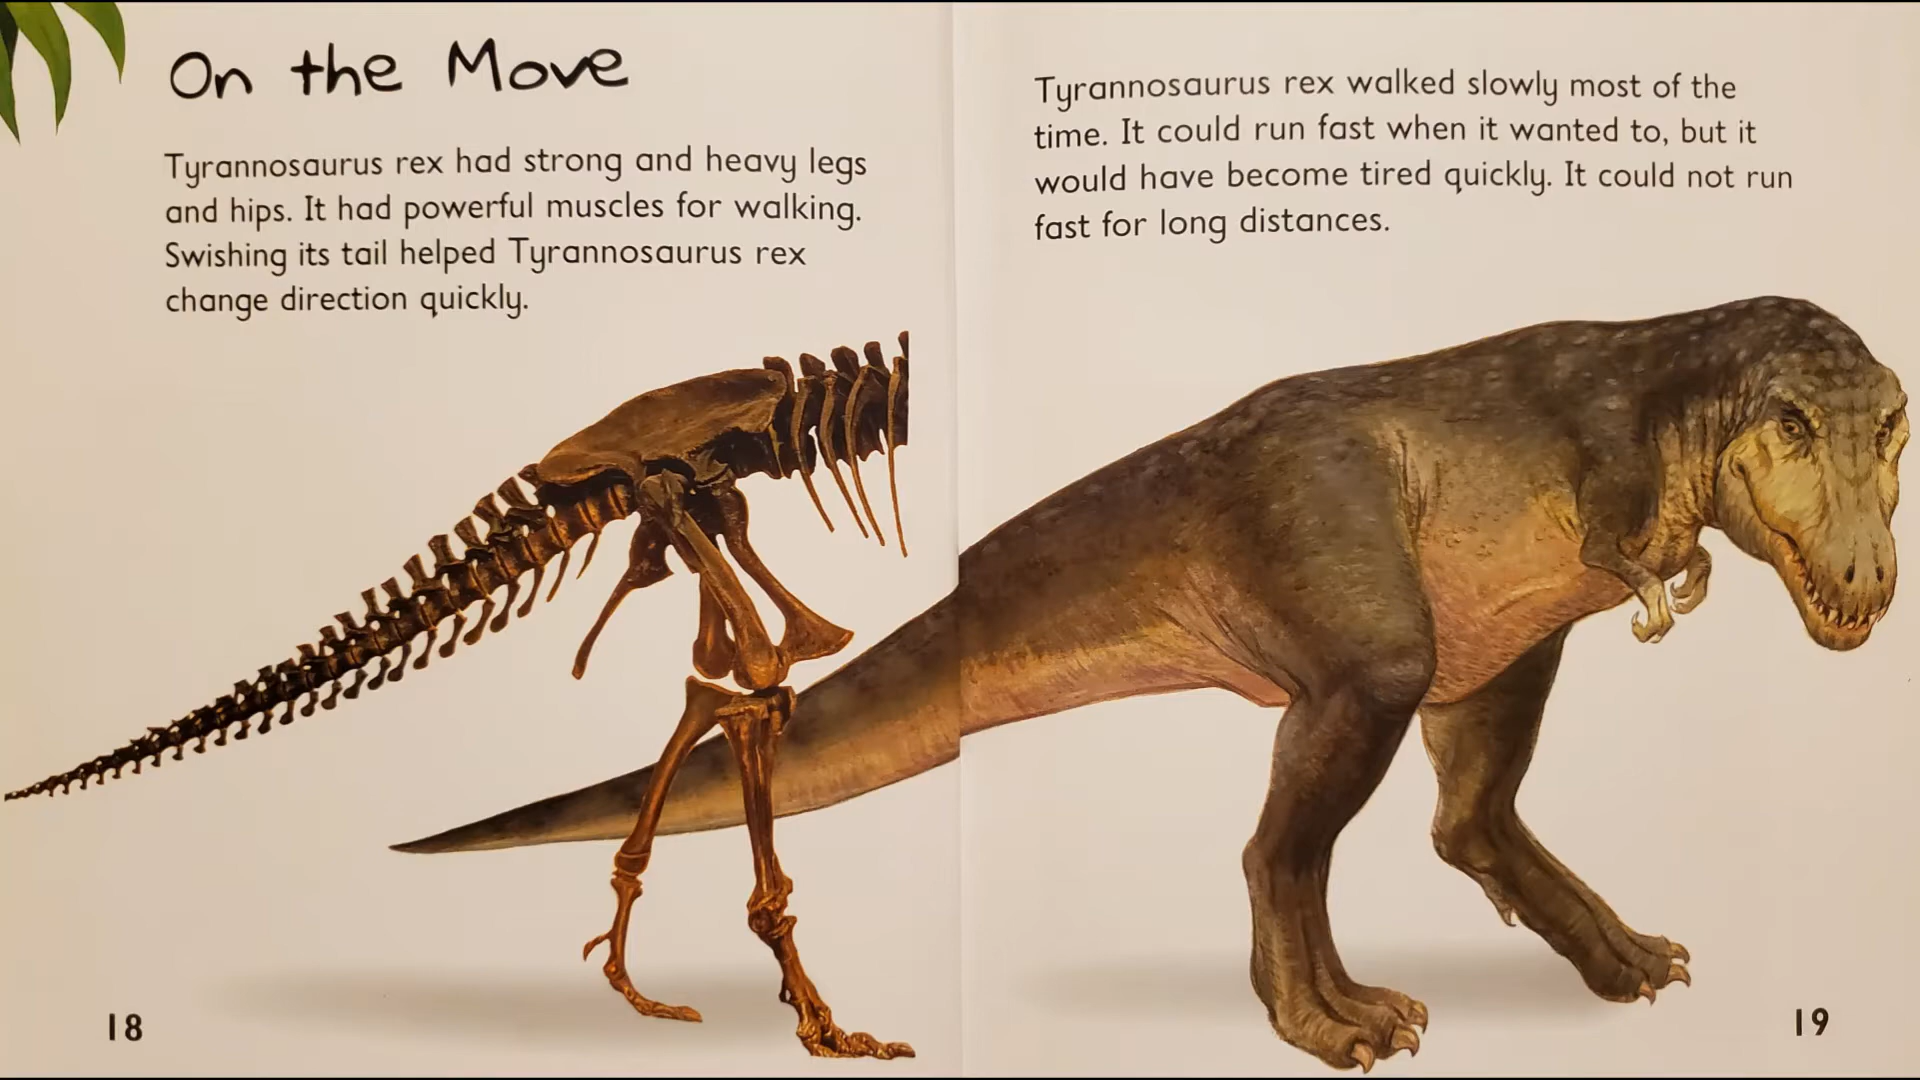 On the Move
Tyrannosaurus rex had strong and heavy legs
and hips. It had powerful muscles for walking.
Swishing its tail helped Tyrannosaurus rex
change direction quickly.
18
Tyrannosaurus rex walked slowly most of the
time. It could run fast when it wanted to, but it
would have become tired quickly. It could not run
fast for long distances.
19